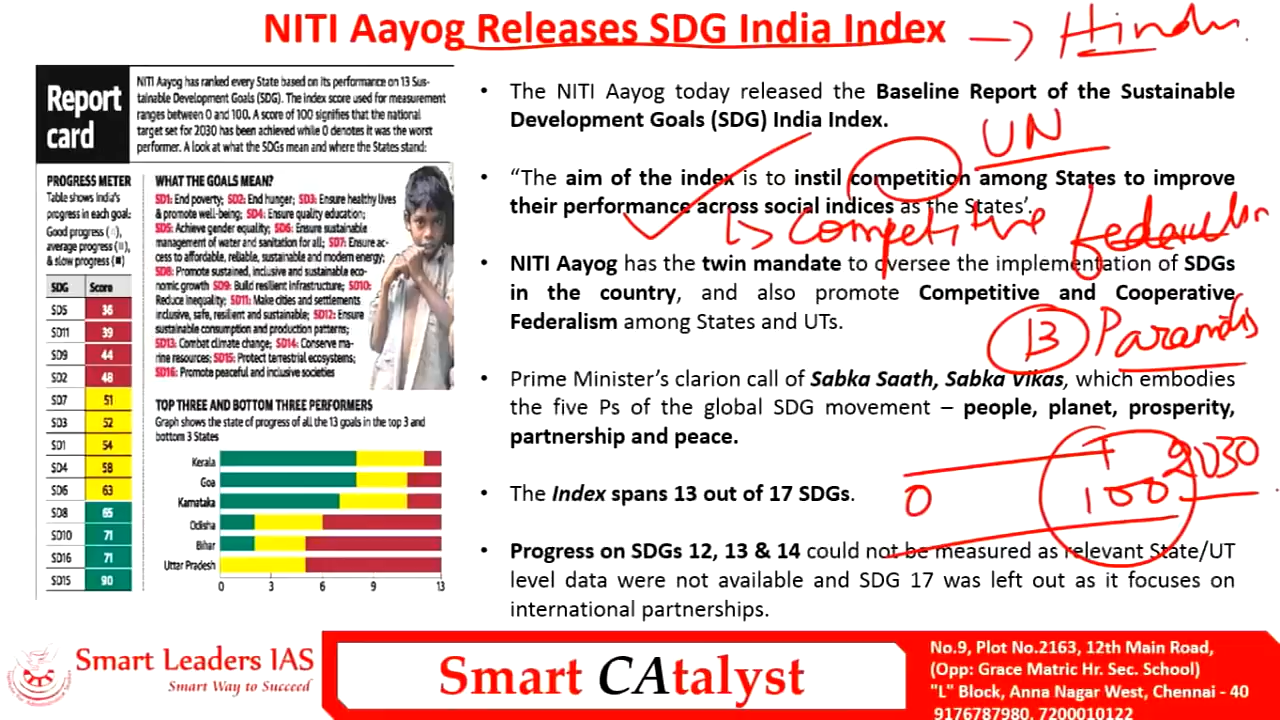 NITI Aayog Releases SDG India Index
→ Hindu
Report
card
NITI Aayog has ranked every State based on its performance on 13 Sus-
tainable Development Goals (SDG). The index score used for measurement
ranges between 0 and 100. A score of 100 signifies that the national
target set for 2030 has been achieved while 0 denotes it was the worst
performer. A look at what the SDGs mean and where the States stand:
PROGRESS METER
Table shows India's
progress in each goal:
Good progress (■),
average progress (■),
& slow progress (■)
SDG Score
SD5 36
SD11 39
SD9 44
SD2 48
SD7 51
SD3 52
SD1 54
SD4 58
SD6 63
SD8 65
SD10 71
SD16 71
SD15 90
WHAT THE GOALS MEAN?
SD1: End poverty; SD2: End hunger; SD3: Ensure healthy lives
& promote well-being; SD4: Ensure quality education;
SD5: Achieve gender equality; SD6: Ensure sustainable
management of water and sanitation for all; SD7: Ensure ac-
cess to affordable, reliable, sustainable and modern energy;
SD8: Promote sustained, inclusive and sustainable eco-
nomic growth SD9: Build resilient infrastructure; SD10:
Reduce inequality; SD11: Make cities and settlements
inclusive, safe, resilient and sustainable; SD12: Ensure
sustainable consumption and production patterns;
SD13: Combat climate change; SD14: Conserve ma-
rine resources; SD15: Protect terrestrial ecosystems;
SD16: Promote peaceful and inclusive societies
TOP THREE AND BOTTOM THREE PERFORMERS
Graph shows the state of progress of all the 13 goals in the top 3 and
bottom 3 States
Kerala
Goa
Karnataka
Odisha
Bihar
Uttar Pradesh
0 3 6 9 13
• The NITI Aayog today released the Baseline Report of the Sustainable
Development Goals (SDG) India Index.
UN
• “The aim of the index is to instil competition among States to improve
their performance across social indices as the States’.
Competitive federalism
• NITI Aayog has the twin mandate to oversee the implementation of SDGs
in the country, and also promote Competitive and Cooperative
Federalism among States and UTs.
13
• Prime Minister’s clarion call of Sabka Saath, Sabka Vikas, which embodies
the five Ps of the global SDG movement – people, planet, prosperity,
partnership and peace.
2030
0 100
• The Index spans 13 out of 17 SDGs.
• Progress on SDGs 12, 13 & 14 could not be measured as relevant State/UT
level data were not available and SDG 17 was left out as it focuses on
international partnerships.
Smart Leaders IAS
Smart Way to Succeed
Smart CAtalyst
No.9, Plot No.2163, 12th Main Road,
(Opp: Grace Matric Hr. Sec. School)
"L" Block, Anna Nagar West, Chennai - 40
9176787980, 7200010122